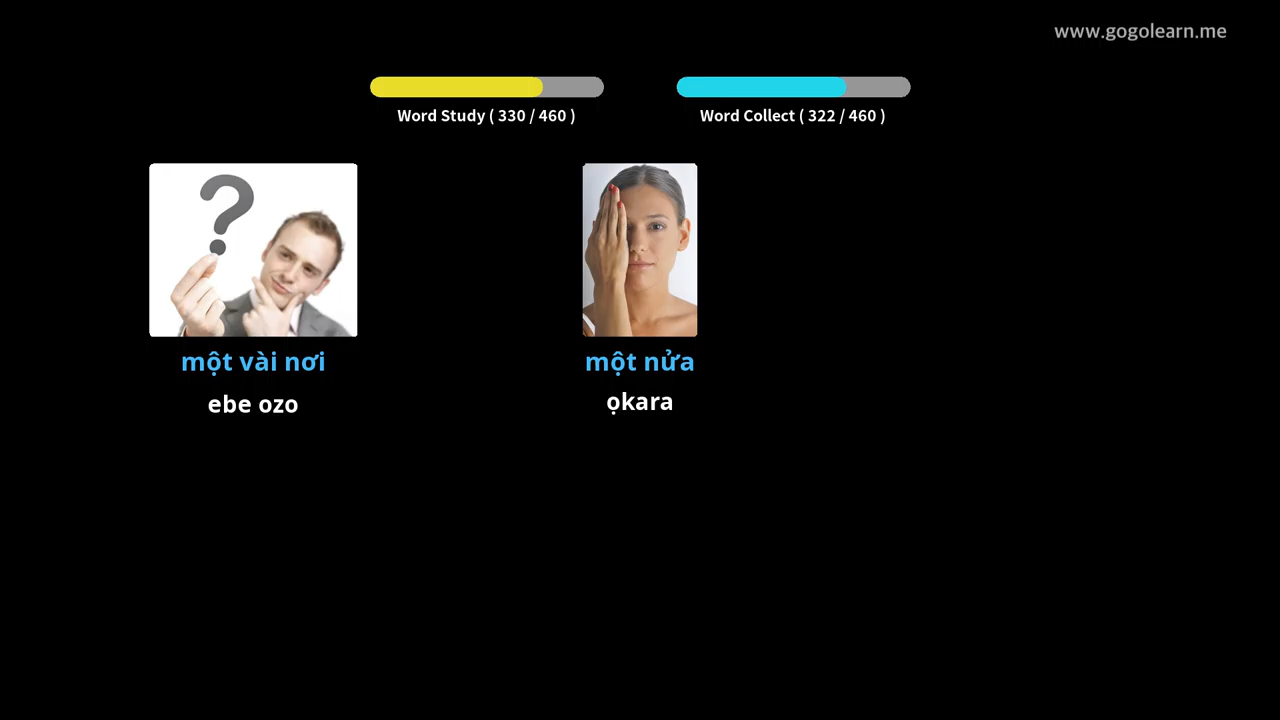 www.gogolearn.me
Word Study ( 330 / 460 )
Word Collect ( 322 / 460 )
một vài nơi
một nửa
ebe ozo
ọkara